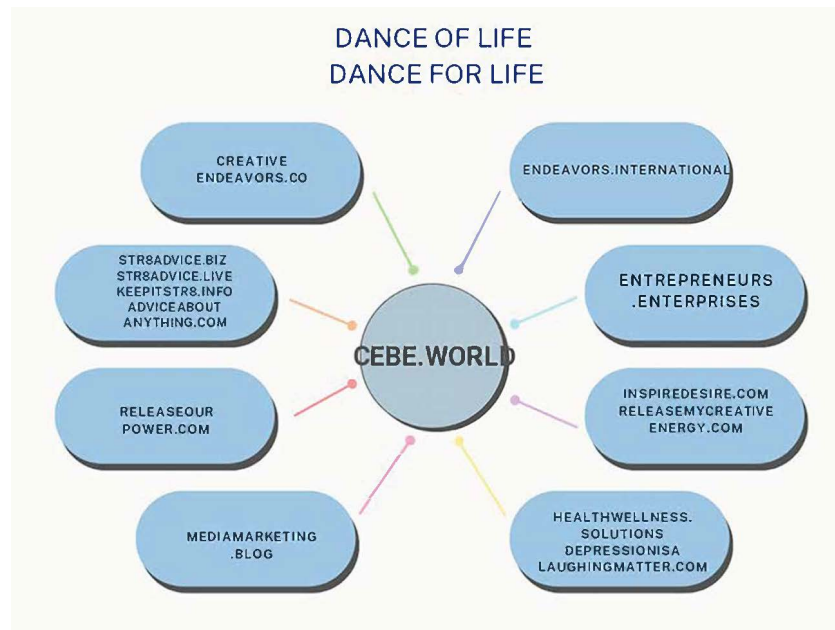 DANCE OF LIFE
DANCE FOR LIFE
CREATIVE
ENDEAVORS.CO
ENDEAVORS.INTERNATIONAL
STR8ADVICE.BIZ
STR8ADVICE.LIVE
KEEPITSTR8.INFO
ADVICEABOUT
ANYTHING.COM
ENTREPRENEURS
.ENTERPRISES
CEBE.WORLD
RELEASEOUR
POWER.COM
INSPIREDESIRE.COM
RELEASEMYCREATIVE
ENERGY.COM
MEDIAMARKETING
.BLOG
HEALTHWELLNESS.
SOLUTIONS
DEPRESSIONISA
LAUGHINGMATTER.COM